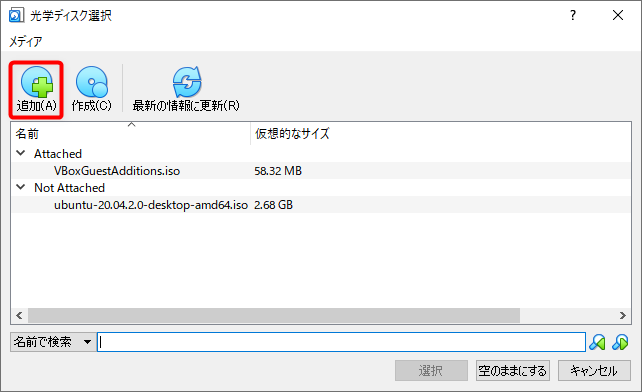 光学ディスク選択
メディア
追加(A) 作成(C) 最新の情報に更新(R)
名前 仮想的なサイズ
Attached
VBoxGuestAdditions.iso 58.32 MB
Not Attached
ubuntu-20.04.2.0-desktop-amd64.iso 2.68 GB
名前で検索
選択 空のままにする キャンセル